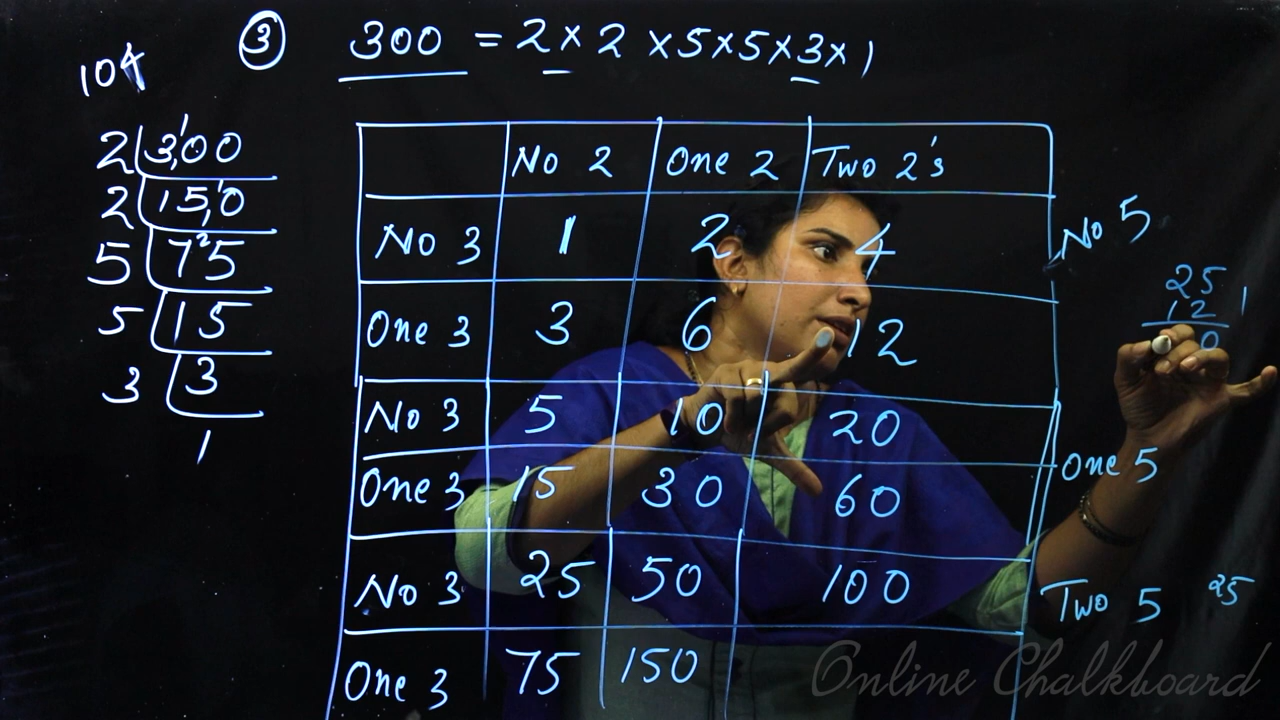 ③ 300 = 2 × 2 × 5 × 5 × 3 × 1
2 300
2 150
5 75
5 15
3 3
1
No 2 One 2 Two 2's
No 3 1 2 4 No 5
One 3 3 6 12
No 3 5 10 20 One 5
One 3 15 30 60
No 3 25 50 100 Two 5 25
One 3 75 150
25
12 1
0
Online Chalkboard